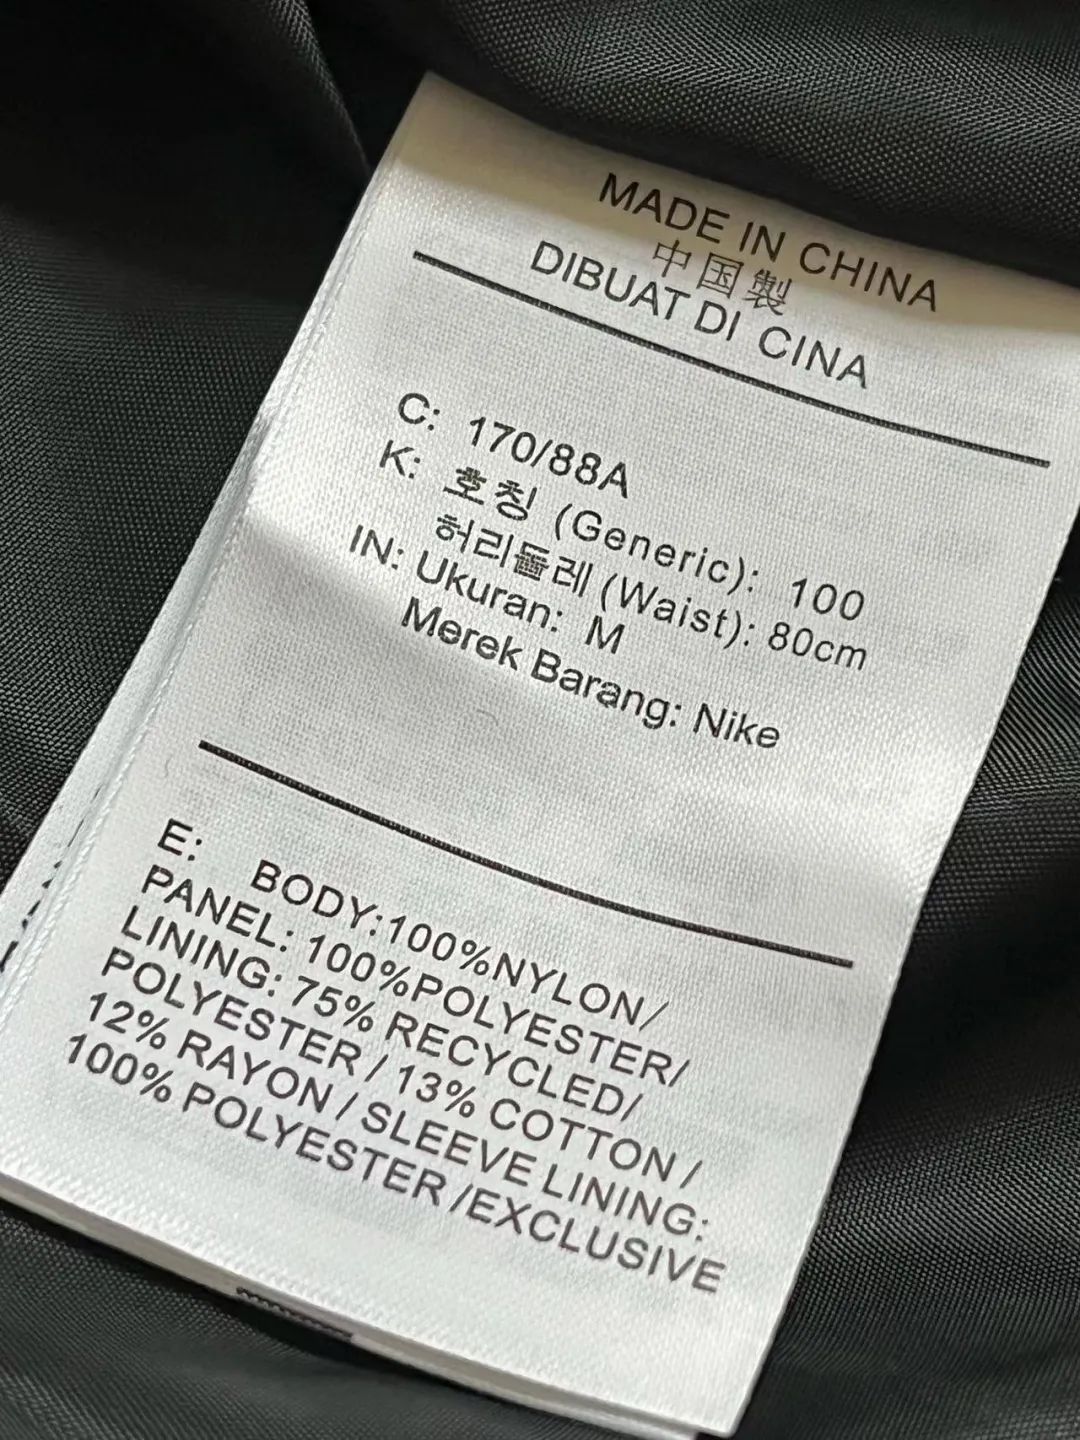 MADE IN CHINA
中国製
DIBUAT DI CINA
C: 170/88A
K: 호칭 (Generic): 100
허리둘레 (Waist): 80cm
IN: Ukuran: M
Merek Barang: Nike
E: BODY:100%NYLON/
PANEL: 100%POLYESTER/
LINING: 75% RECYCLED/
POLYESTER / 13% COTTON /
12% RAYON / SLEEVE LINING:
100% POLYESTER /EXCLUSIVE